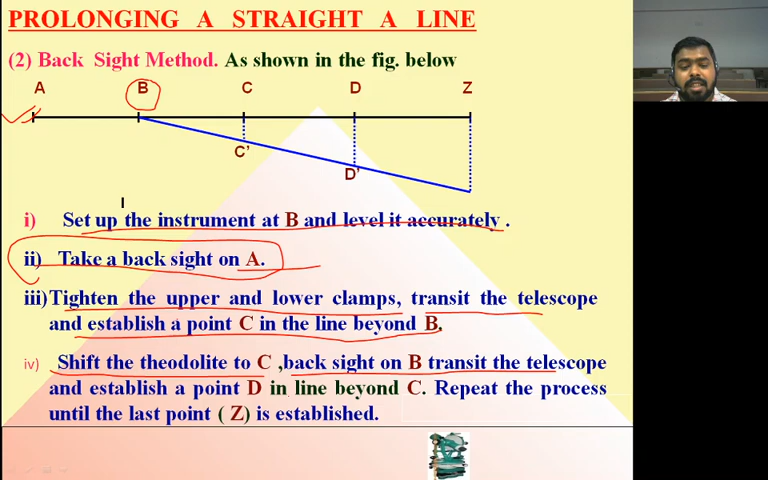 PROLONGING A STRAIGHT A LINE
(2) Back Sight Method. As shown in the fig. below
A B C D Z
C'
D'
i) Set up the instrument at B and level it accurately .
ii) Take a back sight on A.
iii)Tighten the upper and lower clamps, transit the telescope
and establish a point C in the line beyond B.
iv) Shift the theodolite to C ,back sight on B transit the telescope
and establish a point D in line beyond C. Repeat the process
until the last point ( Z) is established.